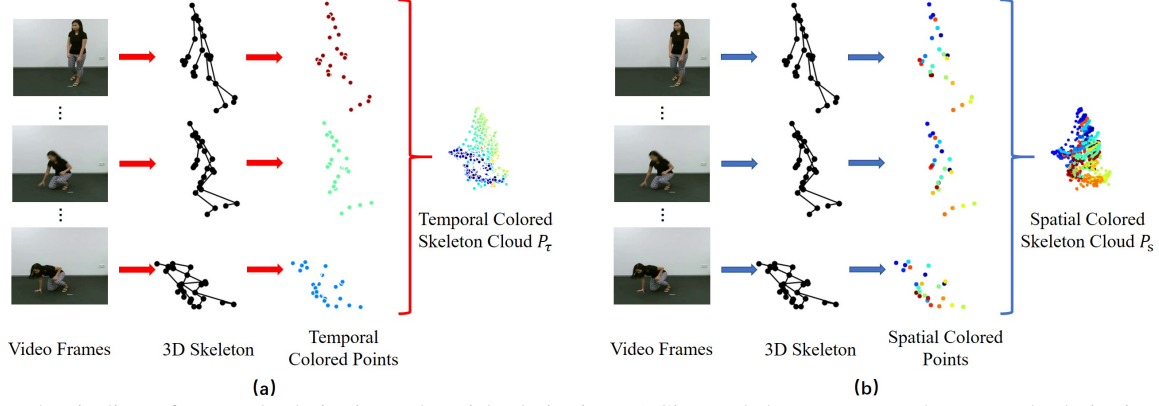 Temporal Colored
Skeleton Cloud Pτ
Video Frames
3D Skeleton
Temporal
Colored Points
(a)
Spatial Colored
Skeleton Cloud Ps
Video Frames
3D Skeleton
Spatial Colored
Points
(b)